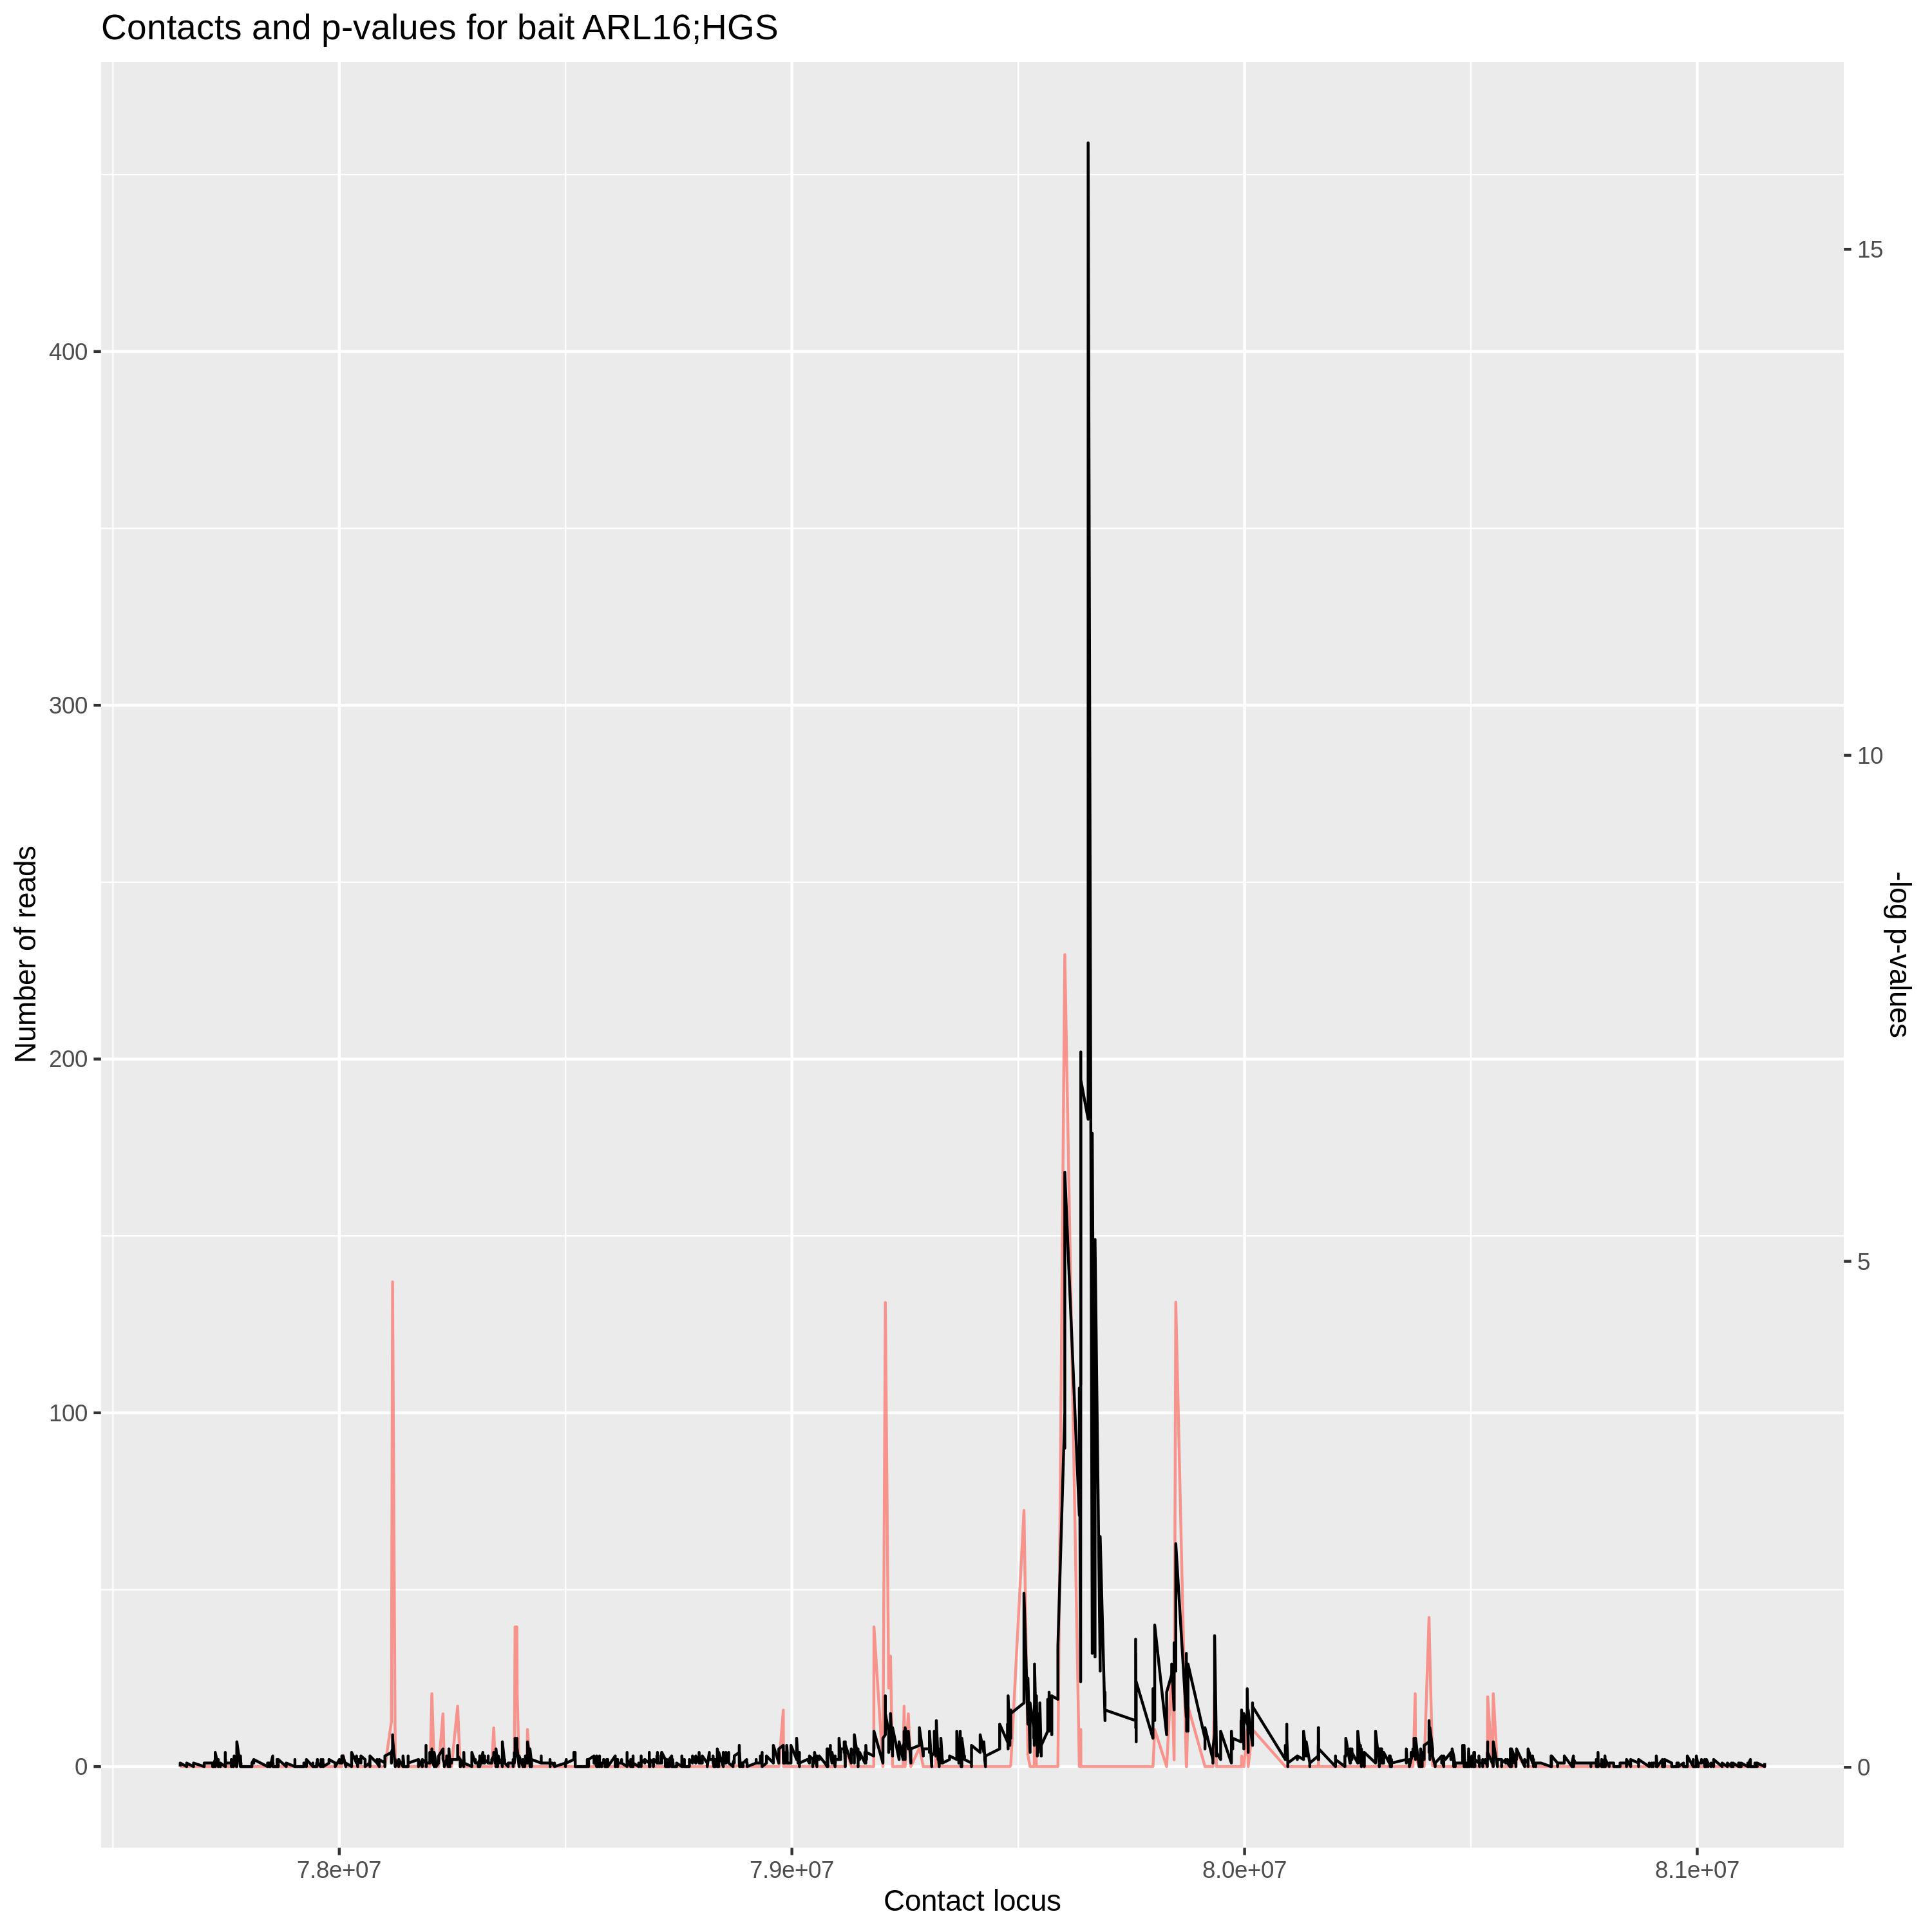 Contacts and p-values for bait ARL16;HGS
Number of reads
400
300
200
100
0
15
10
5
0
-log p-values
7.8e+07
7.9e+07
8.0e+07
8.1e+07
Contact locus